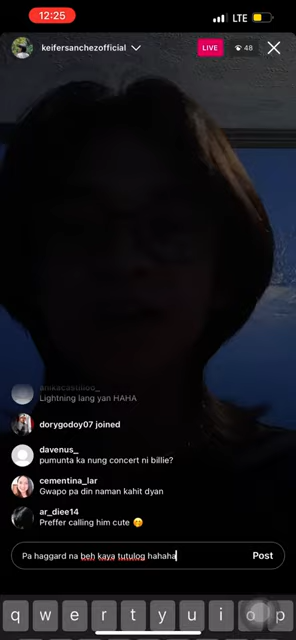 12:25
LTE
keifersanchezofficial
LIVE
48
anikacastiloo_
Lightning lang yan HAHA
dorygodoy07 joined
davenus_
pumunta ka nung concert ni billie?
cementina_lar
Gwapo pa din naman kahit dyan
ar_diee14
Preffer calling him cute 🤭
Pa haggard na beh kaya tutulog hahaha
Post
q w e r t y u i o p